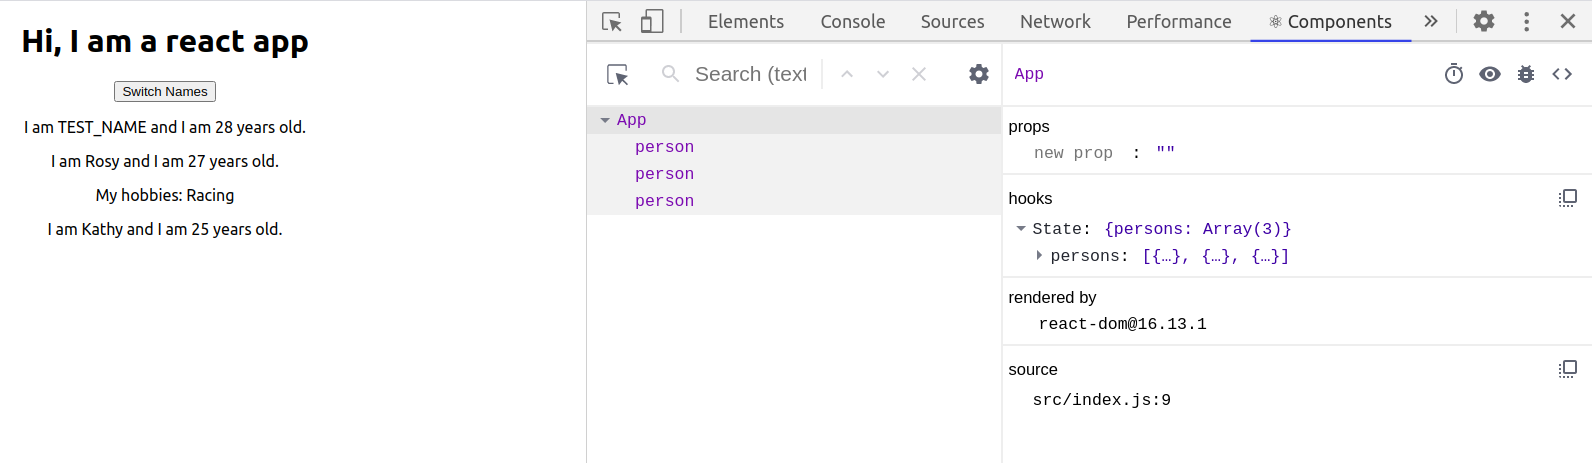 Hi, I am a react app
Switch Names
I am TEST_NAME and I am 28 years old.
I am Rosy and I am 27 years old.
My hobbies: Racing
I am Kathy and I am 25 years old.
Elements Console Sources Network Performance ⚛ Components »
Search (text
App
person
person
person
App
props
new prop : ""
hooks
State: {persons: Array(3)}
persons: [{…}, {…}, {…}]
rendered by
react-dom@16.13.1
source
src/index.js:9